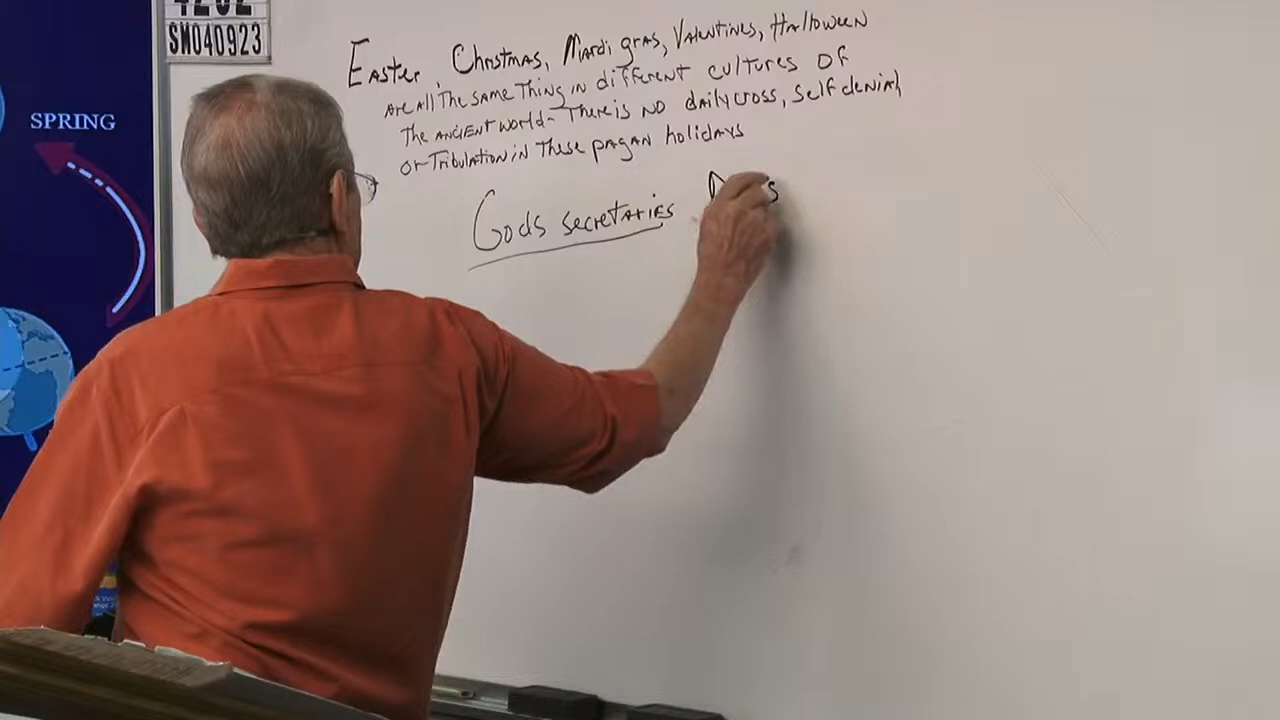 SM040923
SPRING
Easter, Christmas, Mardi gras, Valentines, Halloween
are all the same thing in different cultures of
the ancient world - There is no daily cross, self denial,
or Tribulation in these pagan holidays
Gods secretaries